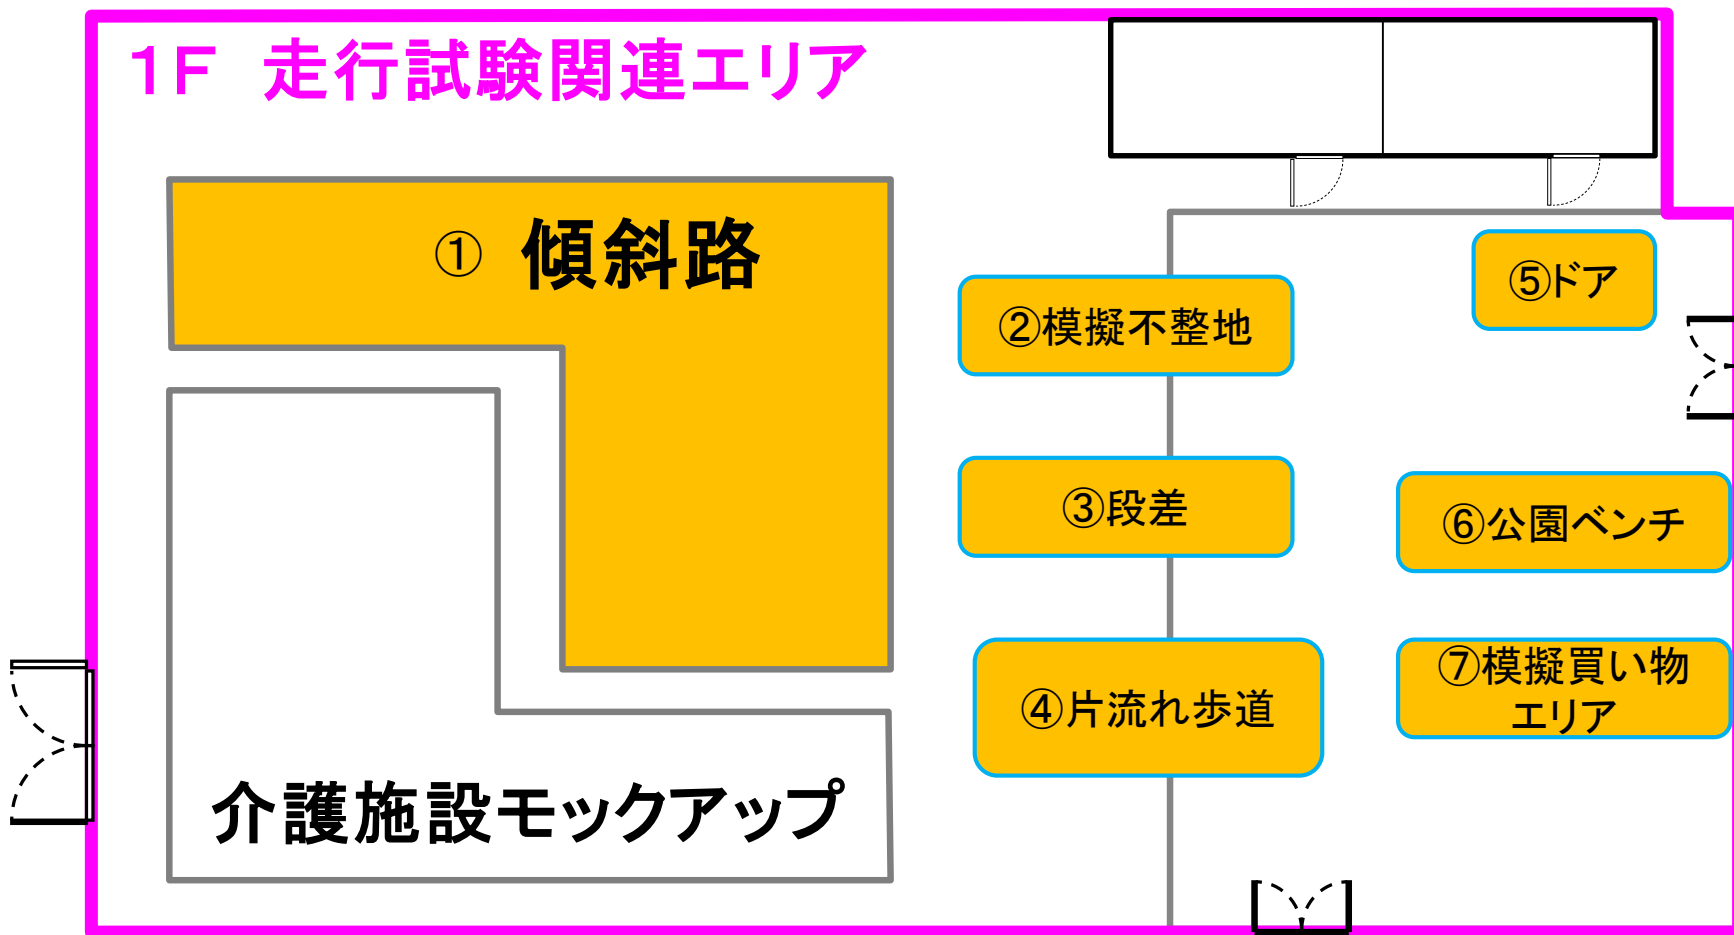 １Ｆ　走行試験関連エリア
① 傾斜路
②模擬不整地
③段差
④片流れ歩道
⑤ドア
⑥公園ベンチ
⑦模擬買い物
エリア
介護施設モックアップ